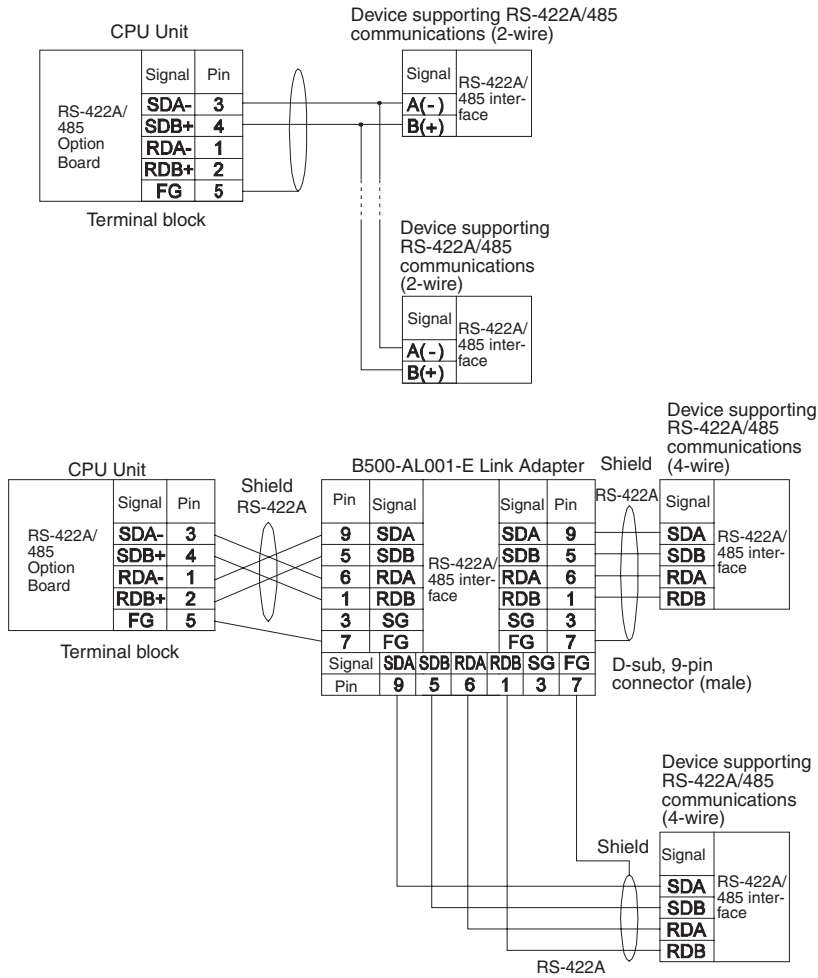 CPU Unit
Device supporting RS-422A/485
communications (2-wire)
RS-422A/
485
Option
Board
Signal Pin
SDA- 3
SDB+ 4
RDA- 1
RDB+ 2
FG 5
Terminal block
Signal
A(-)
B(+)
RS-422A/
485 inter-
face
Device supporting
RS-422A/485
communications
(2-wire)
Signal
A(-)
B(+)
RS-422A/
485 inter-
face
CPU Unit
RS-422A/
485
Option
Board
Signal Pin
SDA- 3
SDB+ 4
RDA- 1
RDB+ 2
FG 5
Terminal block
Shield
RS-422A
B500-AL001-E Link Adapter
Pin Signal
9 SDA
5 SDB
6 RDA
1 RDB
3 SG
7 FG
RS-422A/
485 inter-
face
Signal Pin
SDA 9
SDB 5
RDA 6
RDB 1
SG 3
FG 7
Signal SDA SDB RDA RDB SG FG
Pin 9 5 6 1 3 7
D-sub, 9-pin
connector (male)
Shield
RS-422A
Device supporting
RS-422A/485
communications
(4-wire)
Signal
SDA
SDB
RDA
RDB
RS-422A/
485 inter-
face
Device supporting
RS-422A/485
communications
(4-wire)
Shield
Signal
SDA
SDB
RDA
RDB
RS-422A/
485 inter-
face
RS-422A